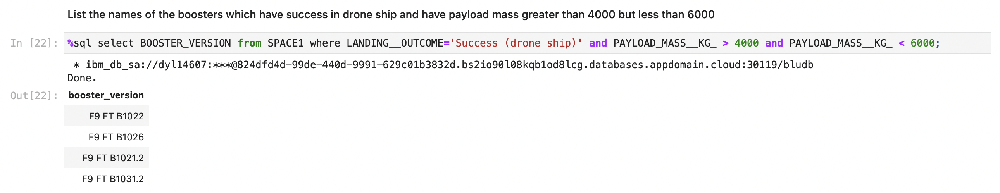 List the names of the boosters which have success in drone ship and have payload mass greater than 4000 but less than 6000
In [22]: %sql select BOOSTER_VERSION from SPACE1 where LANDING__OUTCOME='Success (drone ship)' and PAYLOAD_MASS__KG_ > 4000 and PAYLOAD_MASS__KG_ < 6000;
* ibm_db_sa://dyl14607:***@824dfd4d-99de-440d-9991-629c01b3832d.bs2io90l08kqb1od8lcg.databases.appdomain.cloud:30119/bludb
Done.
Out[22]: booster_version
F9 FT B1022
F9 FT B1026
F9 FT B1021.2
F9 FT B1031.2